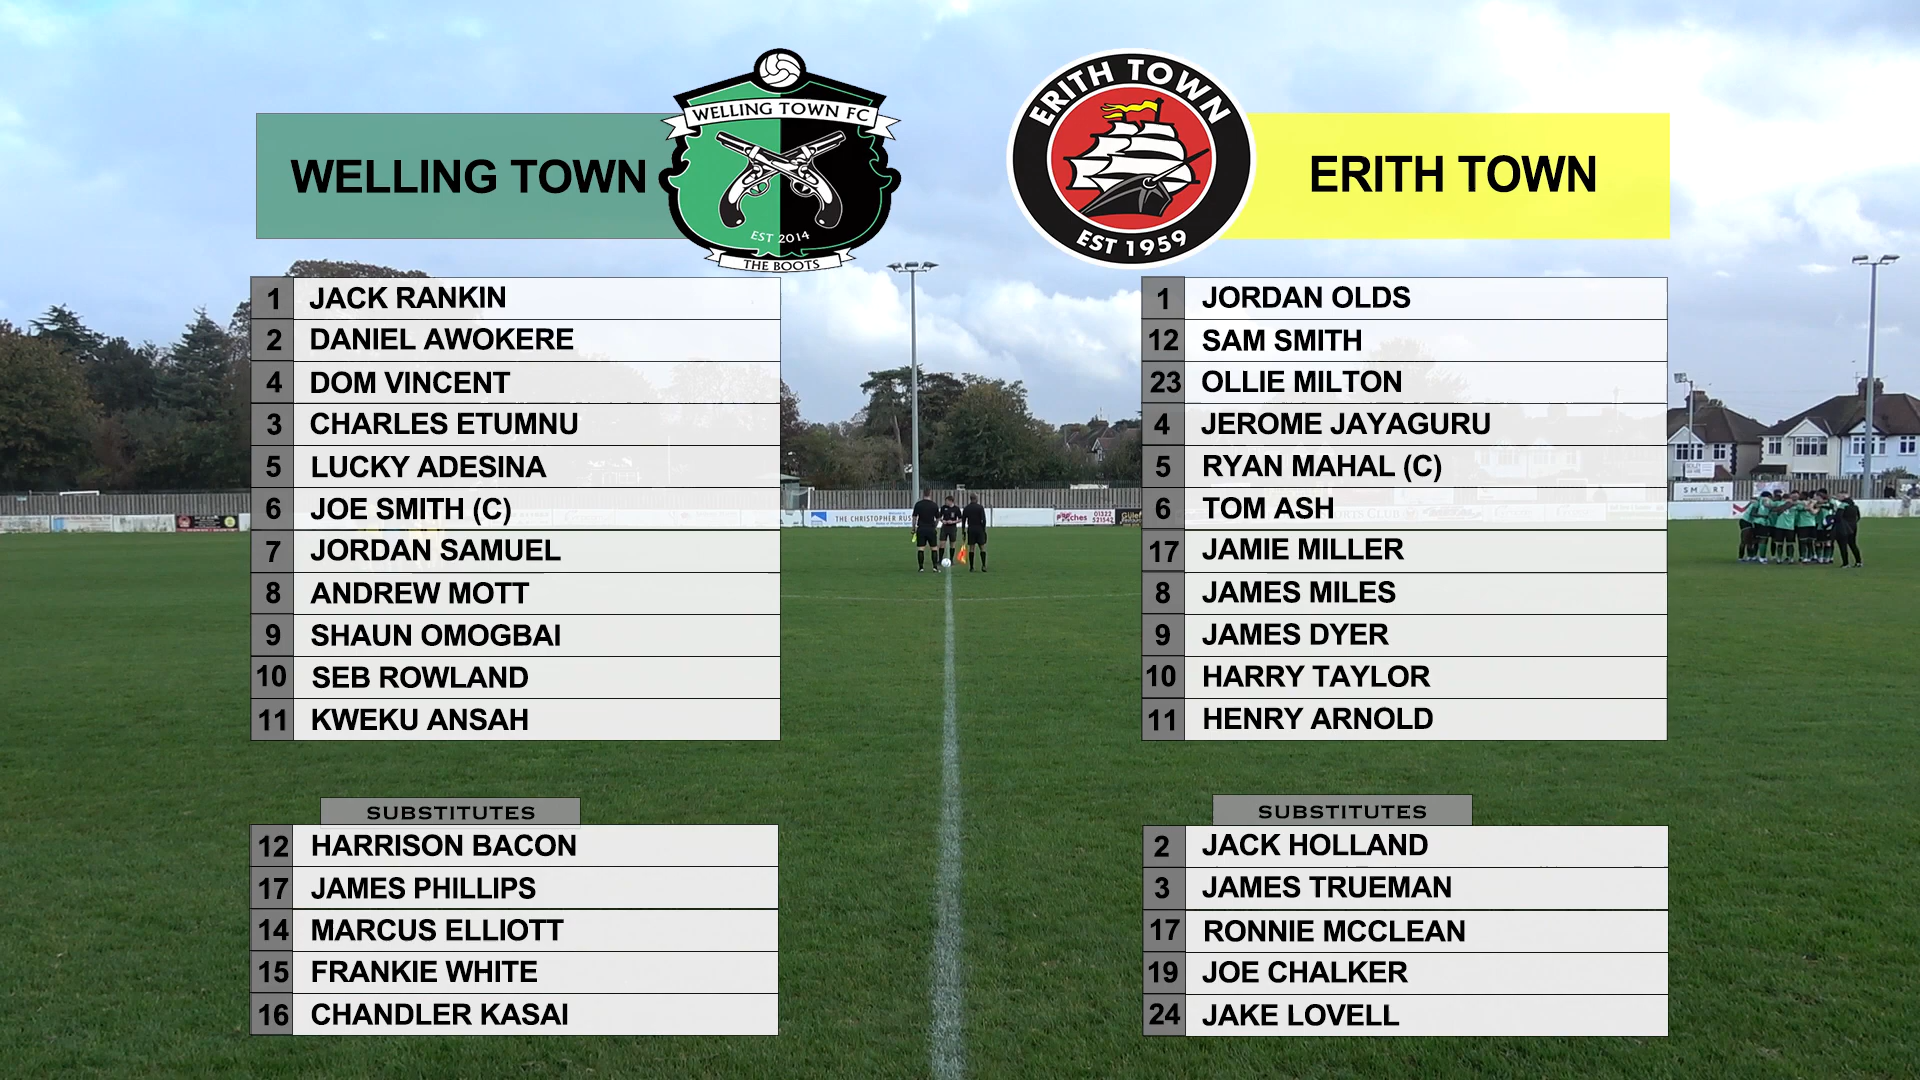 WELLING TOWN FC
EST 2014
THE BOOTS
ERITH TOWN
EST 1959
WELLING TOWN
ERITH TOWN
1 JACK RANKIN
2 DANIEL AWOKERE
4 DOM VINCENT
3 CHARLES ETUMNU
5 LUCKY ADESINA
6 JOE SMITH (C)
7 JORDAN SAMUEL
8 ANDREW MOTT
9 SHAUN OMOGBAI
10 SEB ROWLAND
11 KWEKU ANSAH
SUBSTITUTES
12 HARRISON BACON
17 JAMES PHILLIPS
14 MARCUS ELLIOTT
15 FRANKIE WHITE
16 CHANDLER KASAI
1 JORDAN OLDS
12 SAM SMITH
23 OLLIE MILTON
4 JEROME JAYAGURU
5 RYAN MAHAL (C)
6 TOM ASH
17 JAMIE MILLER
8 JAMES MILES
9 JAMES DYER
10 HARRY TAYLOR
11 HENRY ARNOLD
SUBSTITUTES
2 JACK HOLLAND
3 JAMES TRUEMAN
17 RONNIE MCCLEAN
19 JOE CHALKER
24 JAKE LOVELL
THE CHRISTOPHER
01322
521542
SMART